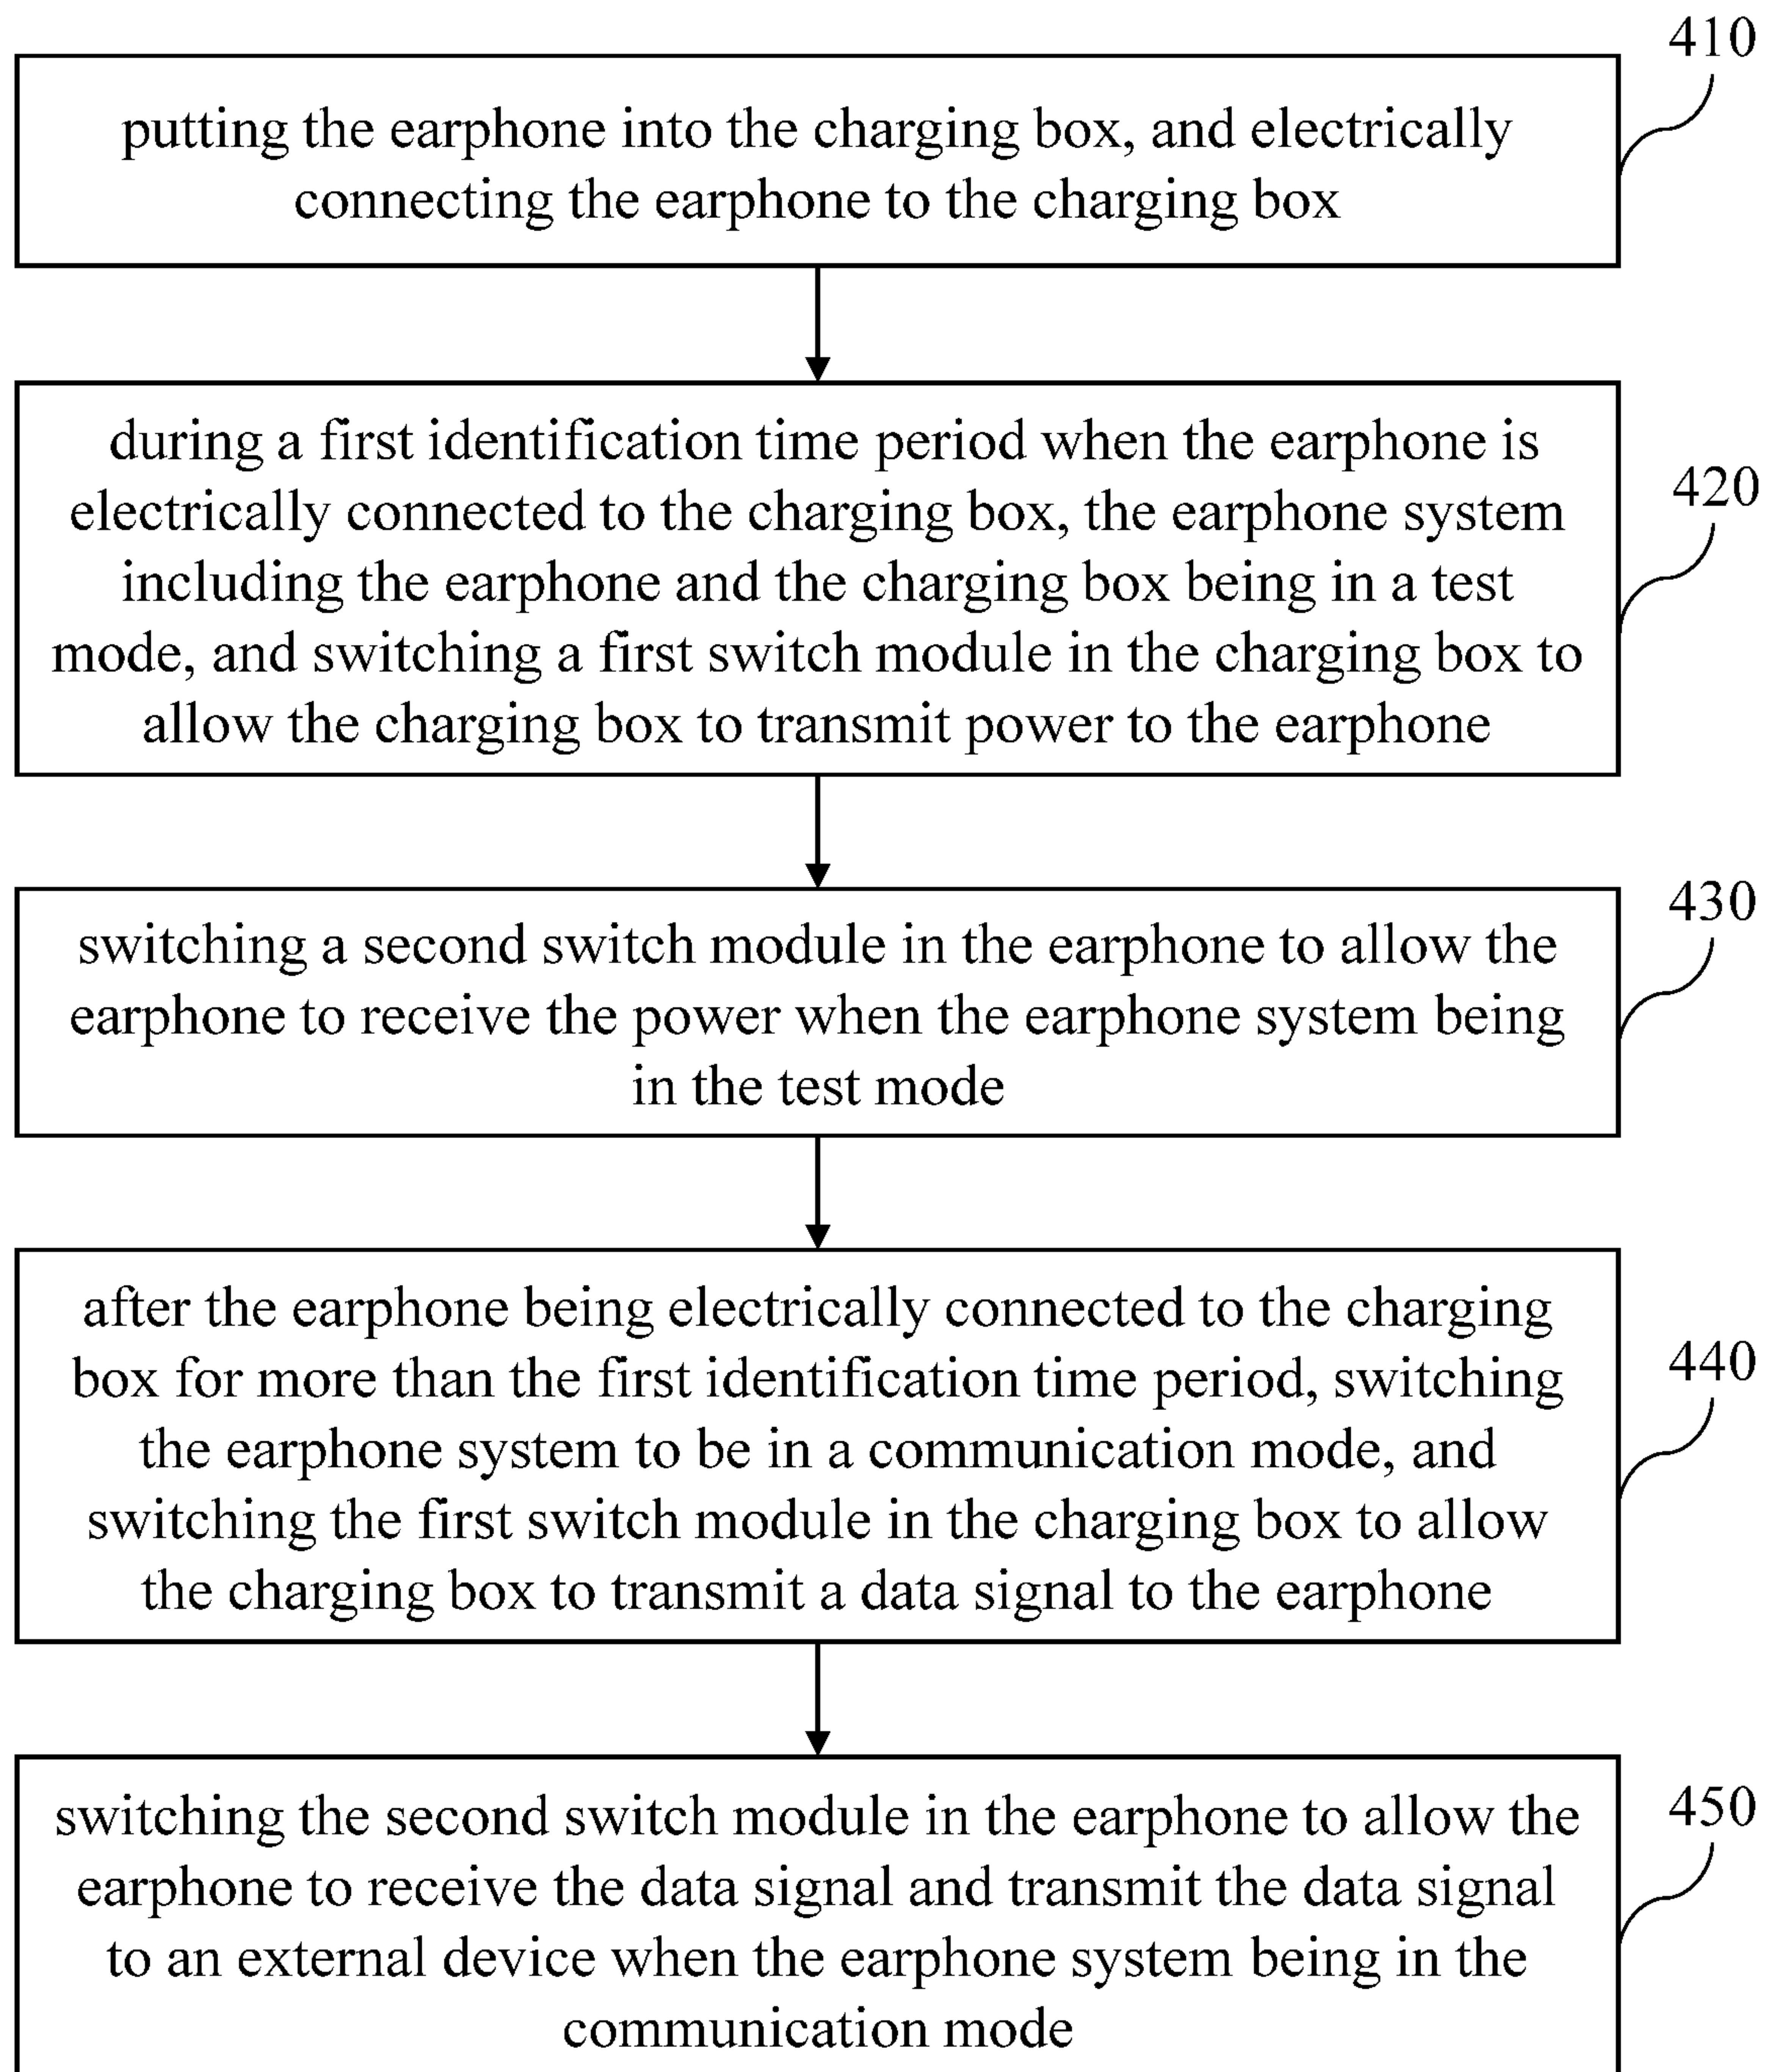 410
putting the earphone into the charging box, and electrically
connecting the earphone to the charging box
during a first identification time period when the earphone is
electrically connected to the charging box, the earphone system
including the earphone and the charging box being in a test
mode, and switching a first switch module in the charging box to
allow the charging box to transmit power to the earphone
420
switching a second switch module in the earphone to allow the
earphone to receive the power when the earphone system being
in the test mode
430
after the earphone being electrically connected to the charging
box for more than the first identification time period, switching
the earphone system to be in a communication mode, and
switching the first switch module in the charging box to allow
the charging box to transmit a data signal to the earphone
440
switching the second switch module in the earphone to allow the
earphone to receive the data signal and transmit the data signal
to an external device when the earphone system being in the
communication mode
450